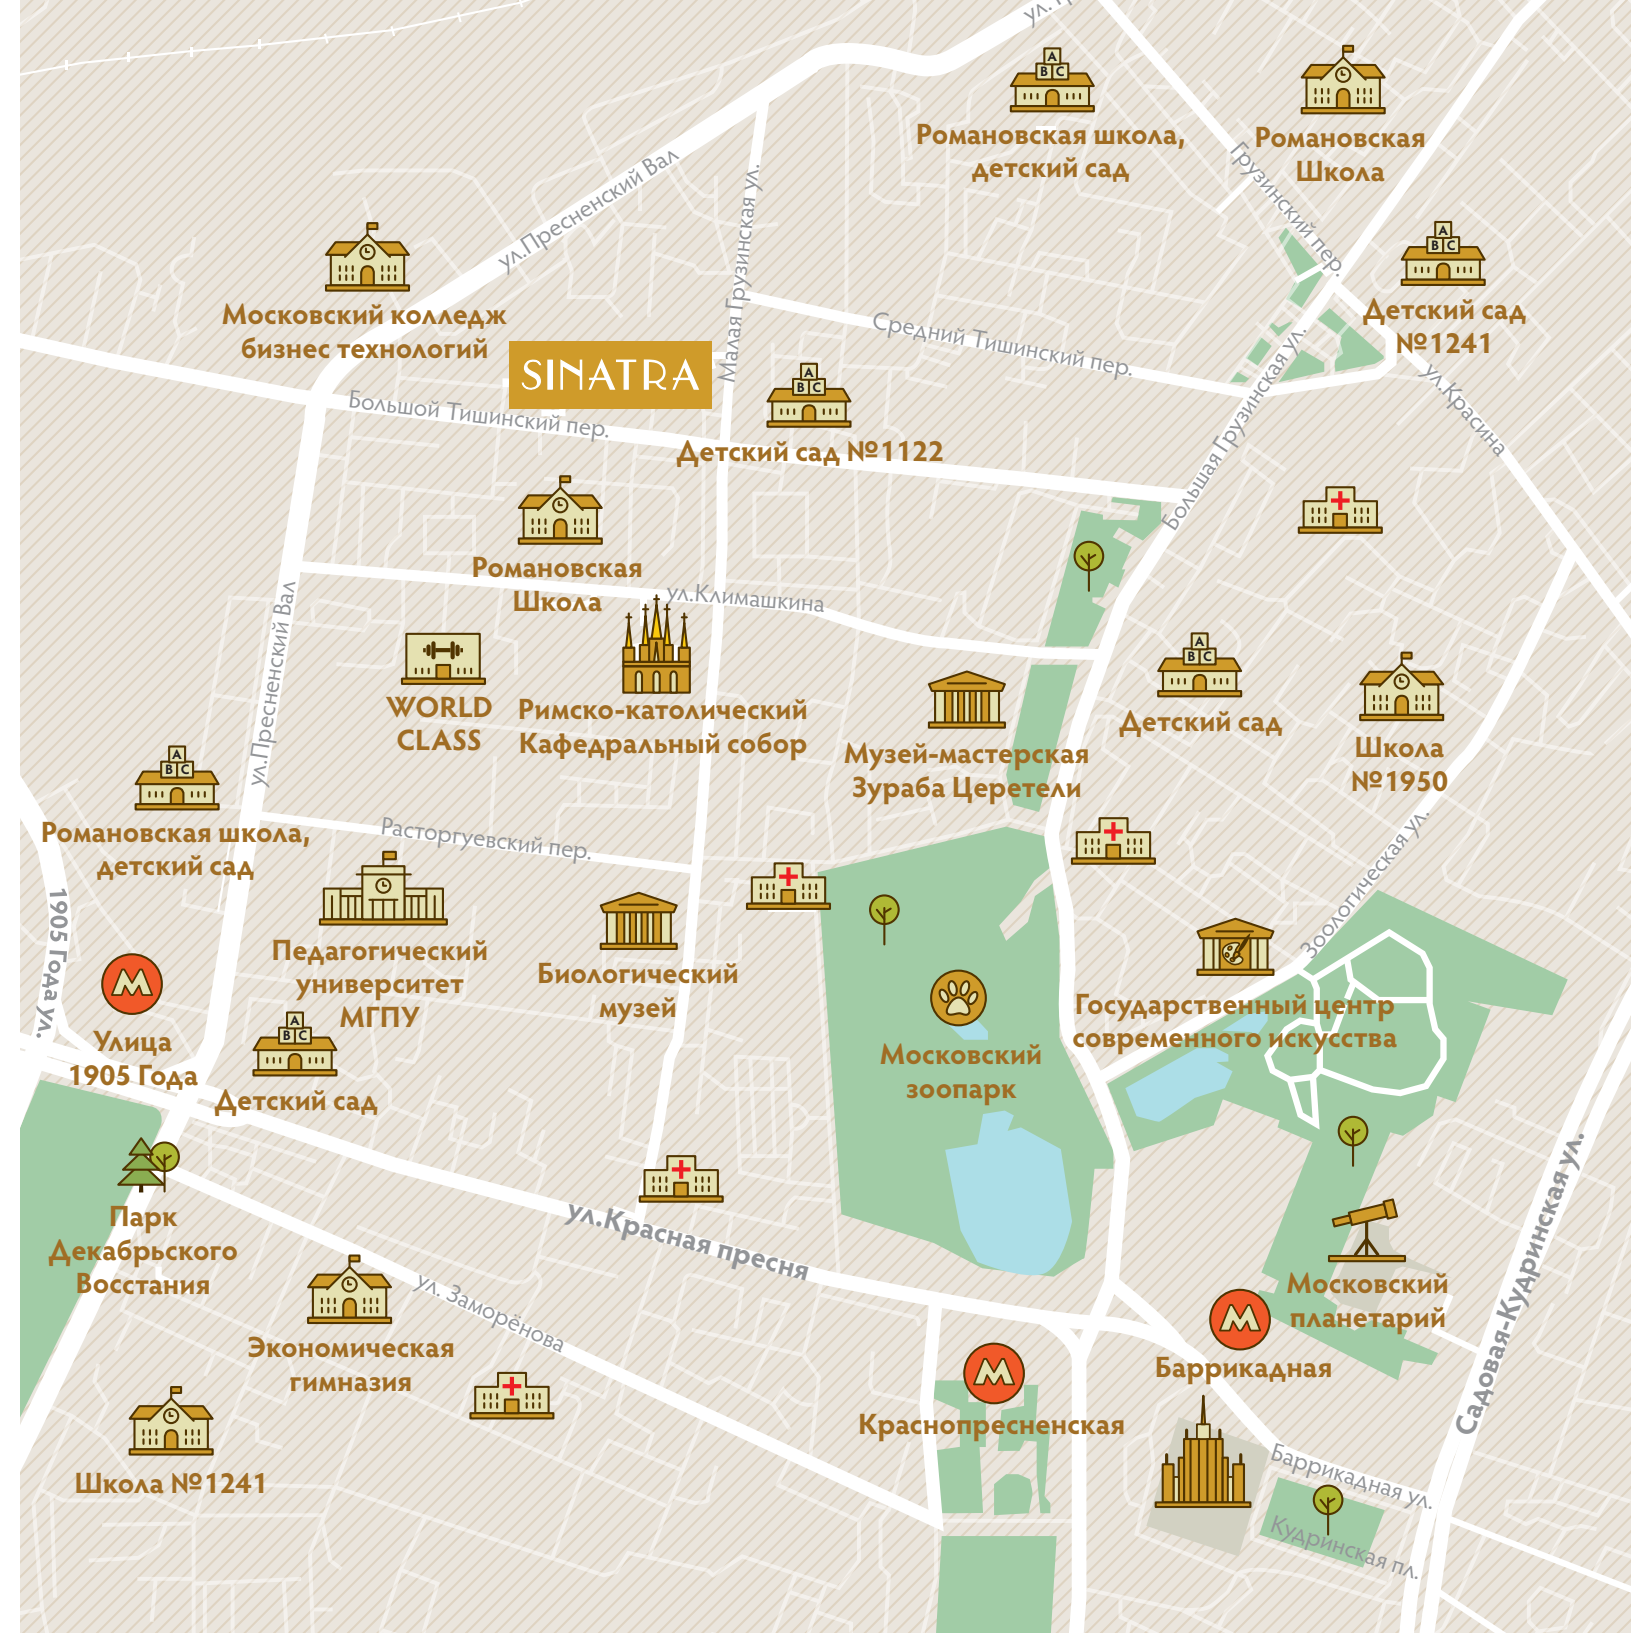 ул. Г
A
B C
Романовская школа,
детский сад
Романовская
Школа
Грузинский пер.
ул.Пресненский Вал
Малая Грузинская ул.
A
B C
Детский сад
№1241
Московский колледж
бизнес технологий
SINATRA
Средний Тишинский пер.
Большая Грузинская ул.
ул.Красина
Большой Тишинский пер.
A
B C
Детский сад №1122
Романовская
Школа
ул.Климашкина
ул.Пресненский Вал
WORLD
CLASS
Римско-католический
Кафедральный собор
Музей-мастерская
Зураба Церетели
A
B C
Детский сад
Школа
№1950
A
B C
Романовская школа,
детский сад
Расторгуевский пер.
Зоологическая ул.
1905 Года ул.
Педагогический
университет
МГПУ
Биологический
музей
М
Улица
1905 Года
A
B C
Детский сад
Московский
зоопарк
Государственный центр
современного искусства
Парк
Декабрьского
Восстания
ул.Красная пресня
ул. Заморёнова
Садовая-Кудринская ул.
Московский
планетарий
Экономическая
гимназия
М
Баррикадная
М
Краснопресненская
Школа №1241
Баррикадная ул.
Кудринская пл.